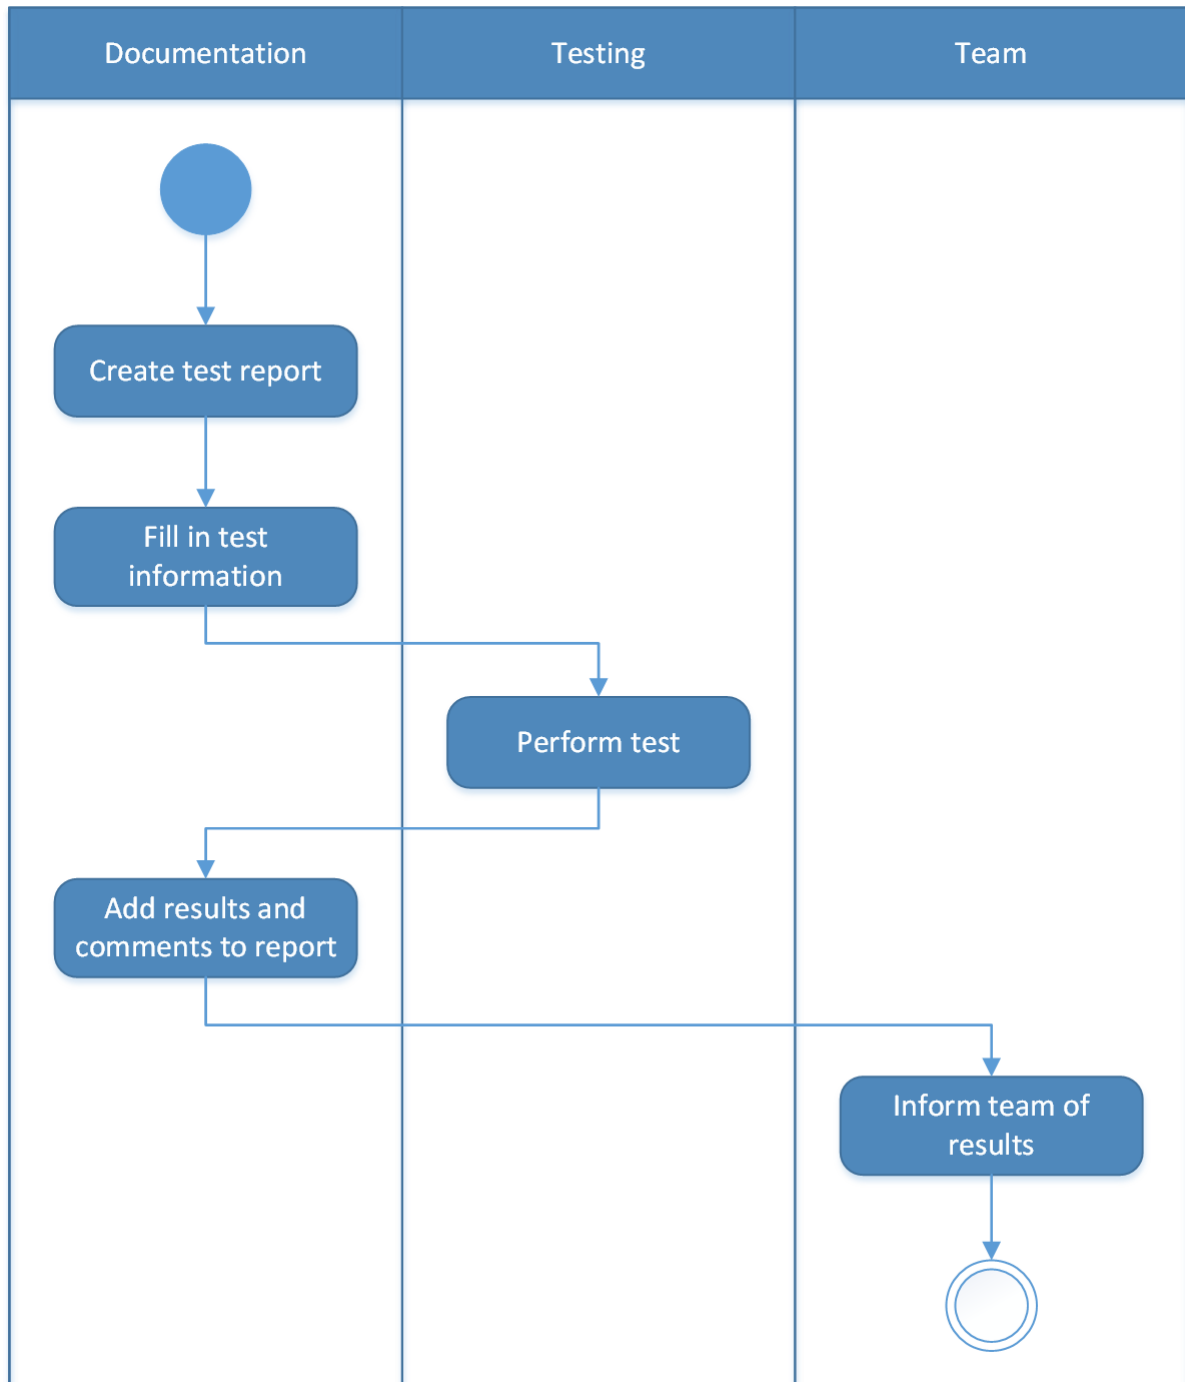 Documentation
Testing
Team
Create test report
Fill in test
information
Perform test
Add results and
comments to report
Inform team of
results